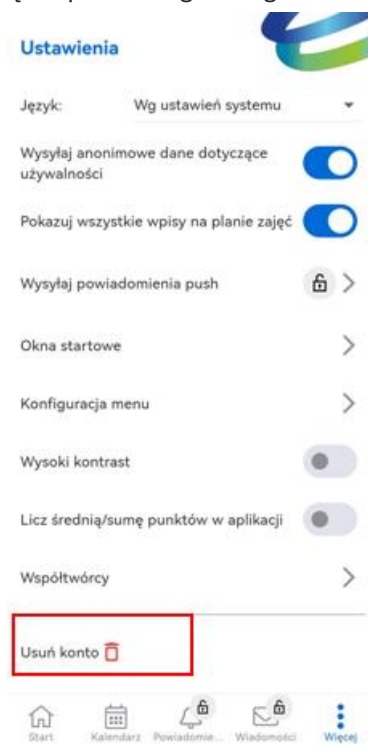 Ustawienia
Język: Wg ustawień systemu
Wysyłaj anonimowe dane dotyczące
używalności
Pokazuj wszystkie wpisy na planie zajęć
Wysyłaj powiadomienia push
Okna startowe
Konfiguracja menu
Wysoki kontrast
Licz średnią/sumę punktów w aplikacji
Współtwórcy
Usuń konto
Start Kalendarz Powiadomie... Wiadomości Więcej